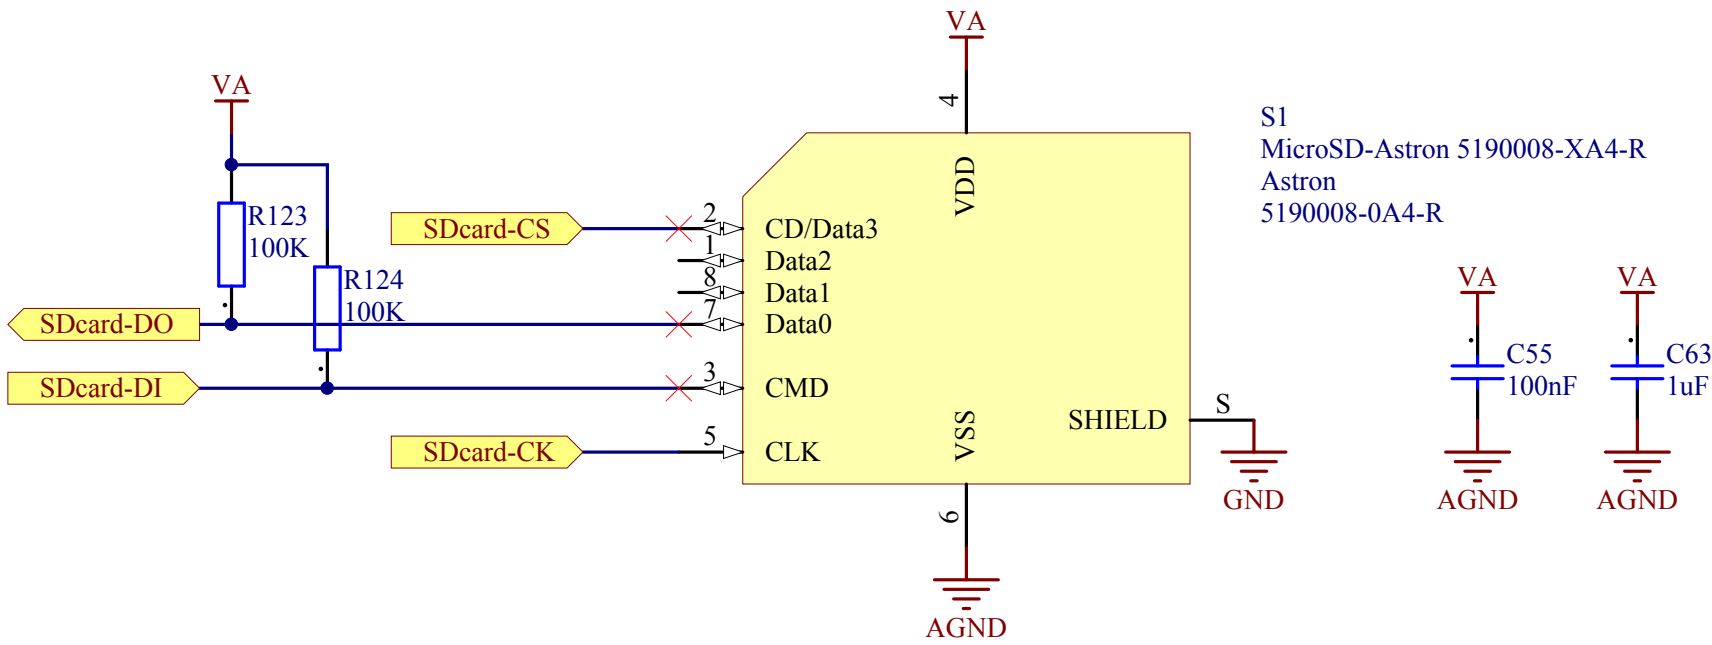 VA
VA
4
S1
MicroSD-Astron 5190008-XA4-R
Astron
5190008-0A4-R
VDD
R123
100K
SDcard-CS
2
CD/Data3
1
Data2
8
Data1
R124
100K
SDcard-DO
7
Data0
SDcard-DI
3
CMD
SDcard-CK
5
CLK
VSS
SHIELD
S
GND
6
AGND
VA
C55
100nF
AGND
VA
C63
1uF
AGND